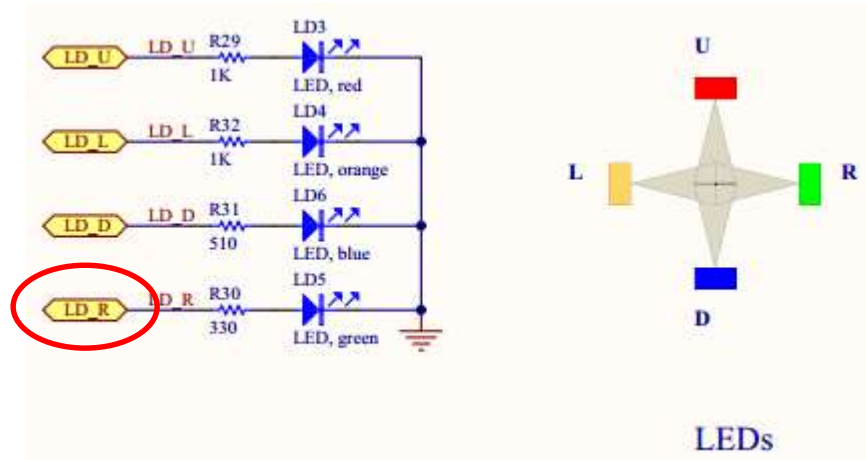 LD_U LD_U R29 1K LD3 LED, red
LD_L LD_L R32 1K LD4 LED, orange
LD_D LD_D R31 510 LD6 LED, blue
LD_R LD_R R30 330 LD5 LED, green
U
L R
D
LEDs